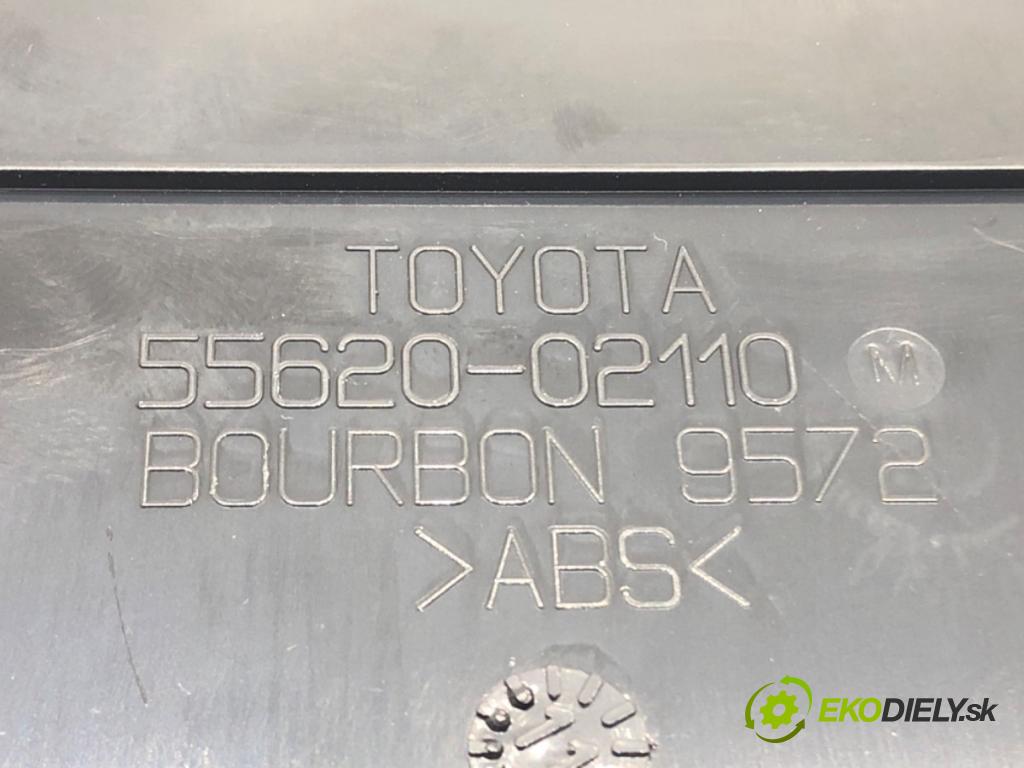 TOYOTA
55620-02110
M
BOURBON 9572
>ABS<
EKODIELY.sk